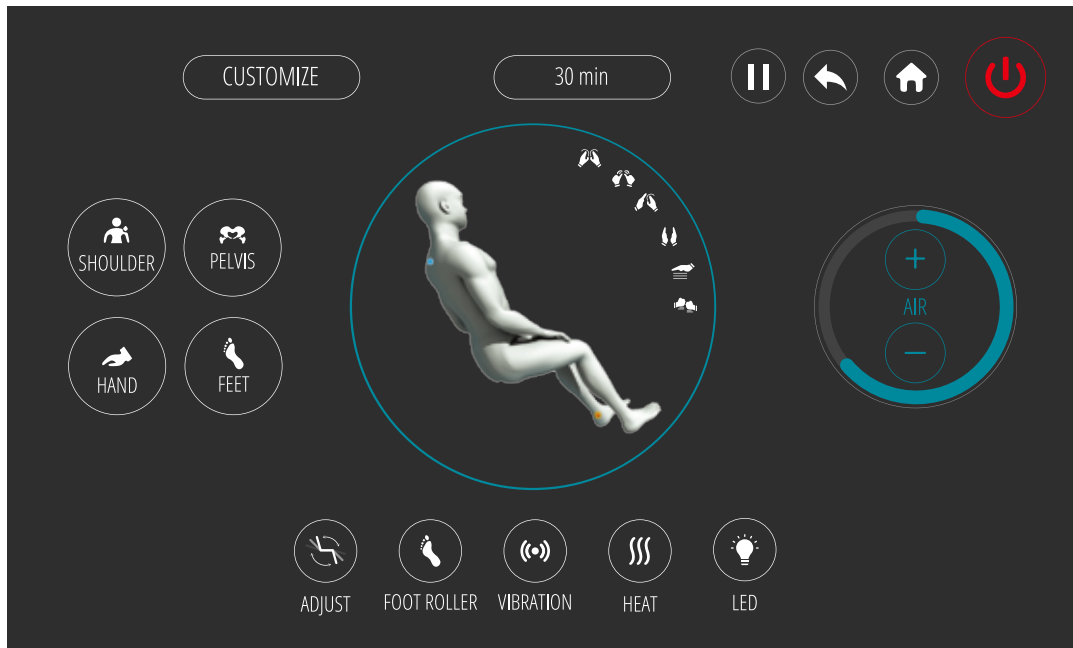 CUSTOMIZE
30 min
SHOULDER
PELVIS
HAND
FEET
+
AIR
−
ADJUST
FOOT ROLLER
VIBRATION
HEAT
LED